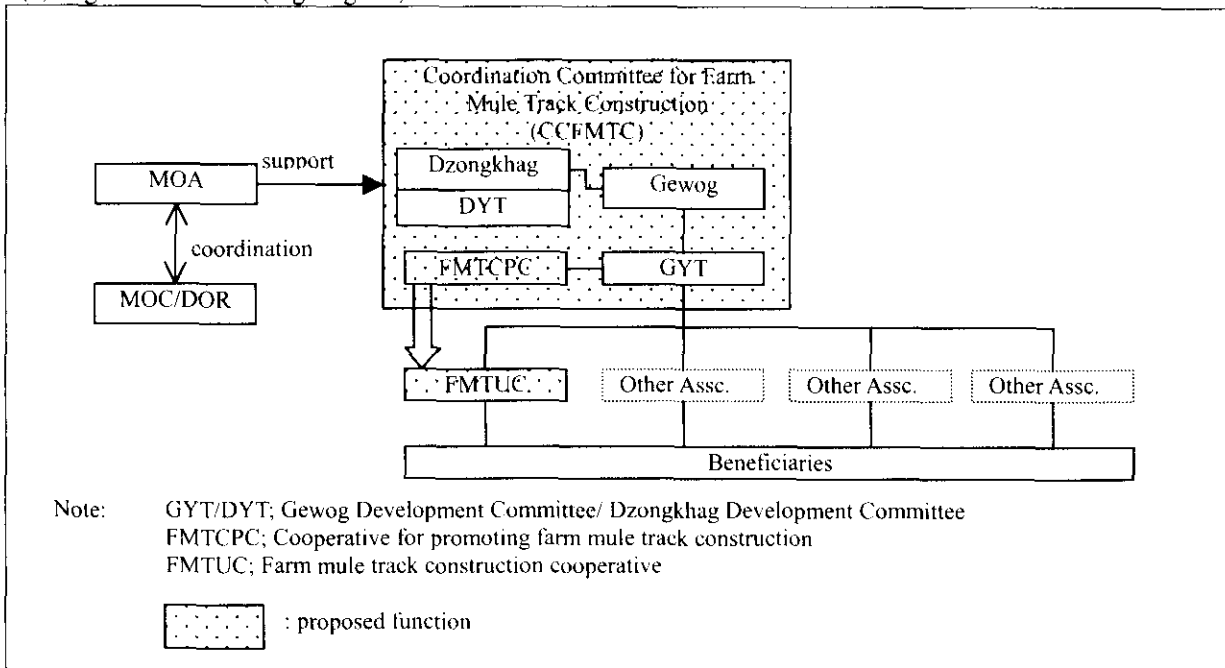 Coordination Committee for Farm
Mule Track Construction
(CCFMTC)
support
MOA
Dzongkhag
Gewog
DYT
coordination
FMTCPC
GYT
MOC/DOR
FMTUC
Other Assc.
Other Assc.
Other Assc.
Beneficiaries
Note: GYT/DYT; Gewog Development Committee/ Dzongkhag Development Committee
FMTCPC; Cooperative for promoting farm mule track construction
FMTUC; Farm mule track construction cooperative
: proposed function